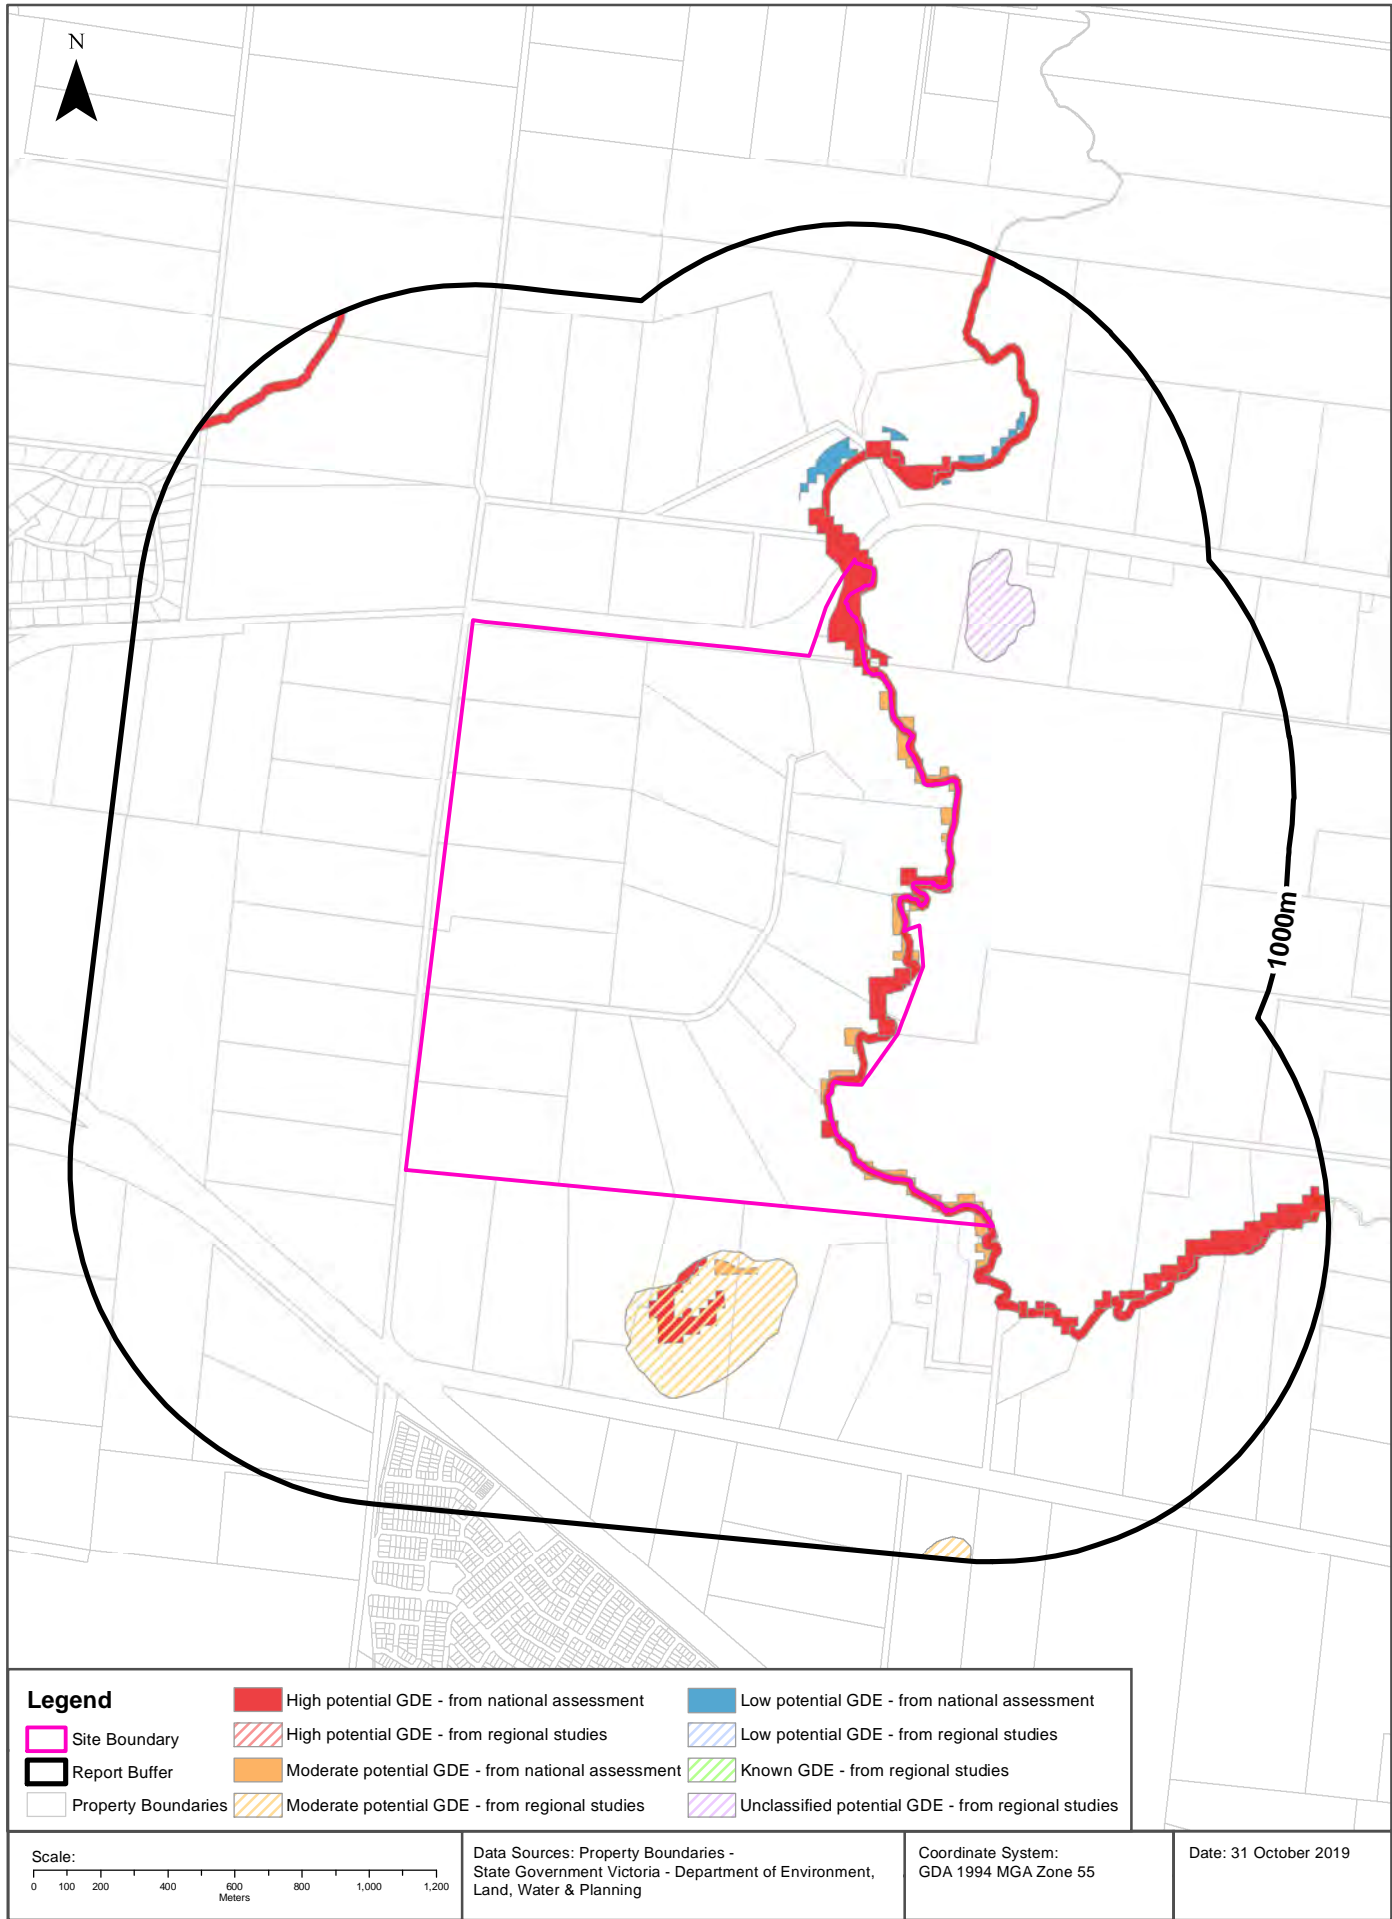 N
1000m
Legend
Site Boundary
Report Buffer
Property Boundaries
High potential GDE - from national assessment
High potential GDE - from regional studies
Moderate potential GDE - from national assessment
Moderate potential GDE - from regional studies
Low potential GDE - from national assessment
Low potential GDE - from regional studies
Known GDE - from regional studies
Unclassified potential GDE - from regional studies
Scale:
0 100 200 400 600 800 1,000 1,200
Meters
Data Sources: Property Boundaries -
State Government Victoria - Department of Environment,
Land, Water & Planning
Coordinate System:
GDA 1994 MGA Zone 55
Date: 31 October 2019